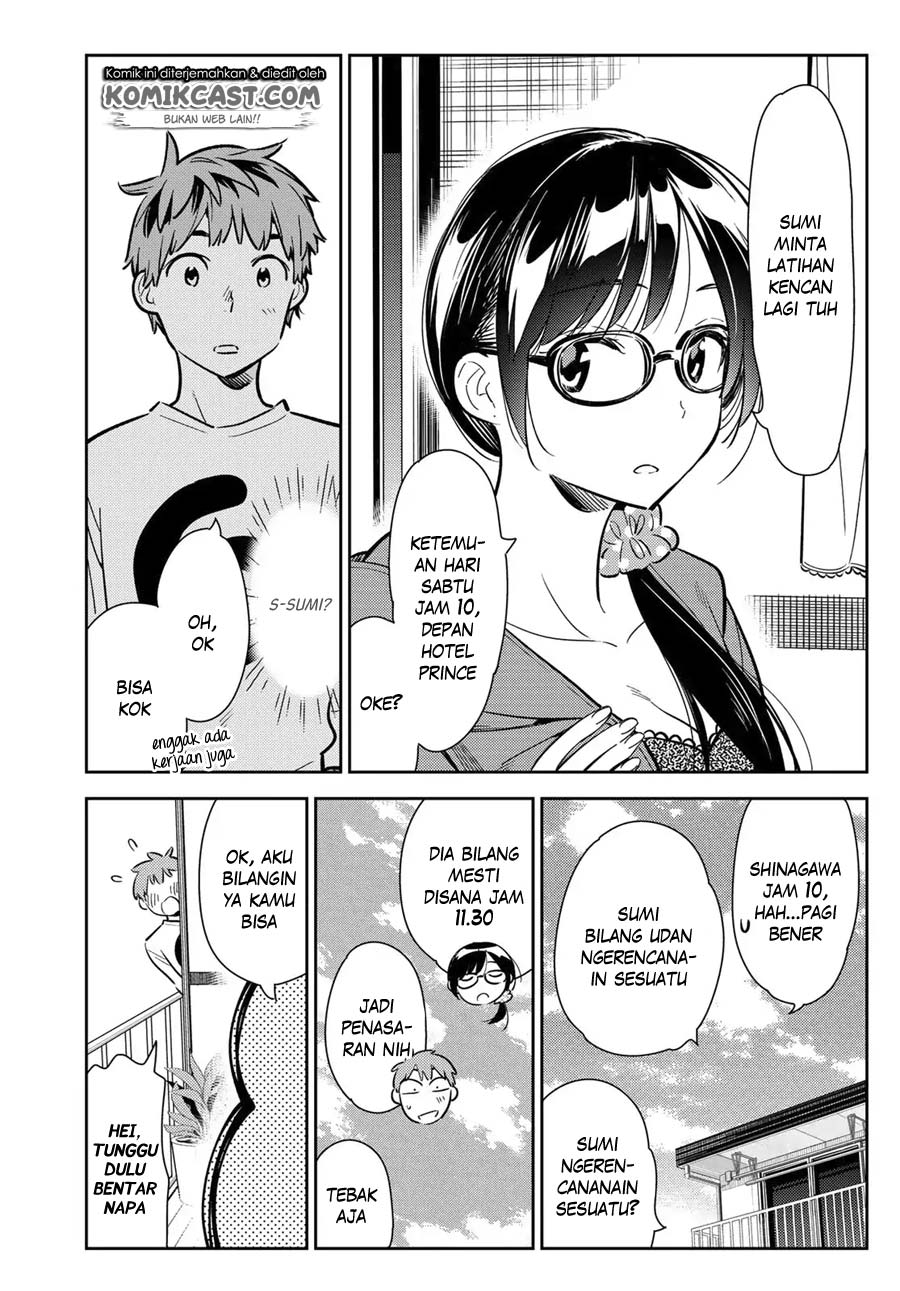 Komik ini diterjemahkan & diedit oleh
KOMIKCAST.COM
BUKAN WEB LAIN!!
SUMI
MINTA
LATIHAN
KENCAN
LAGI TUH
KETEMU-
AN HARI
SABTU
JAM 10,
DEPAN
HOTEL
PRINCE
OKE?
S-SUMI?
OH,
OK
BISA
KOK
enggak ada
kerjaan juga
SHINAGAWA
JAM 10,
HAH...PAGI
BENER
SUMI
BILANG UDAN
NGERENCANA-
IN SESUATU
SUMI
NGEREN-
CANANAIN
SESUATU?
DIA BILANG
MESTI
DISANA JAM
11.30
JADI
PENASA-
RAN NIH
TEBAK
AJA
OK, AKU
BILANGIN
YA KAMU
BISA
HEI,
TUNGGU
DULU
BENTAR
NAPA